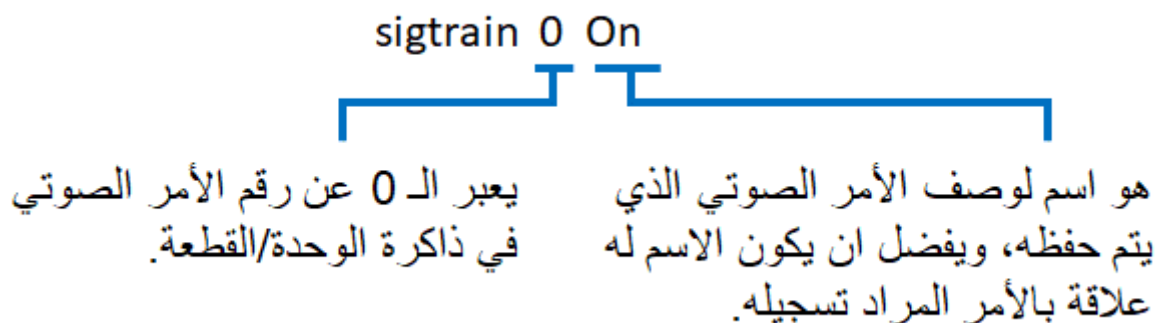 sigtrain 0 On
هو اسم لوصف الأمر الصوتي الذي
يتم حفظه، ويفضل ان يكون الاسم له
علاقة بالأمر المراد تسجيله.
يعبر الـ 0 عن رقم الأمر الصوتي
في ذاكرة الوحدة/القطعة.